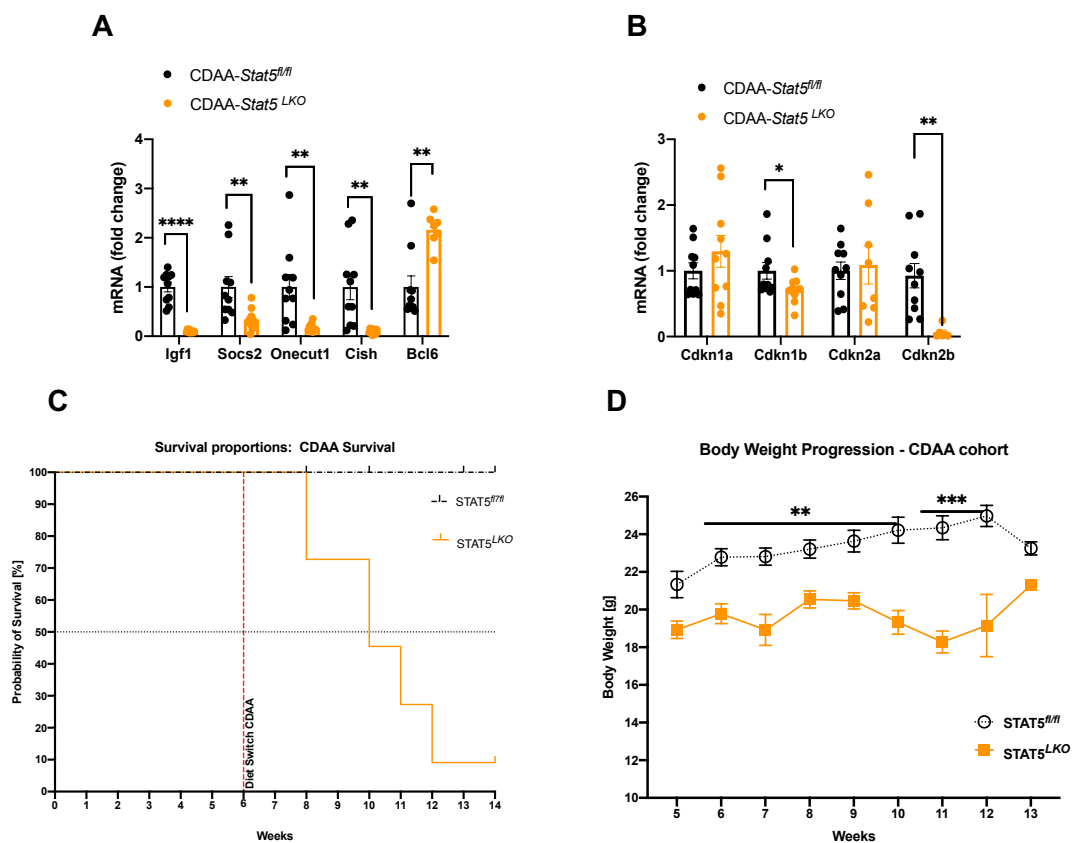 A
CDAA-Stat5fl/fl
CDAA-Stat5 LKO
mRNA (fold change)
4
3
2
1
0
****
**
**
**
**
Igf1 Socs2 Onecut1 Cish Bcl6
B
CDAA-Stat5fl/fl
CDAA-Stat5 LKO
mRNA (fold change)
3
2
1
0
*
**
Cdkn1a Cdkn1b Cdkn2a Cdkn2b
C
Survival proportions: CDAA Survival
Probability of Survival [%]
100
90
80
70
60
50
40
30
20
10
0
STAT5fl7fl
STAT5LKO
Diet Switch CDAA
0 1 2 3 4 5 6 7 8 9 10 11 12 13 14
Weeks
D
Body Weight Progression - CDAA cohort
Body Weight [g]
26
24
22
20
18
16
14
12
10
**
***
STAT5fl/fl
STAT5LKO
5 6 7 8 9 10 11 12 13
Weeks